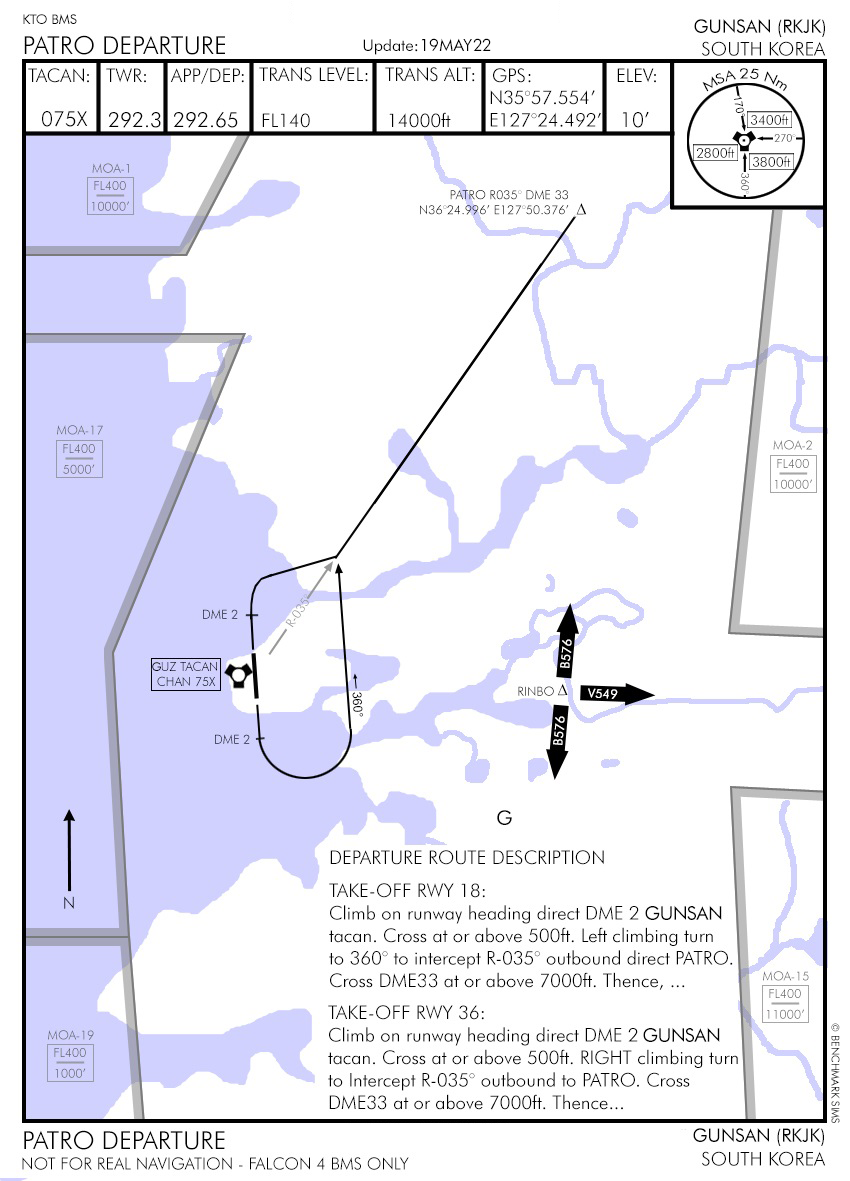 KTO BMS
PATRO DEPARTURE
Update:19MAY22
GUNSAN (RKJK)
SOUTH KOREA
TACAN:
075X
TWR:
292.3
APP/DEP:
292.65
TRANS LEVEL:
FL140
TRANS ALT:
14000ft
GPS:
N35°57.554′
E127°24.492′
ELEV:
10′
MSA 25 Nm
170°
3400ft
270°
2800ft
3800ft
360°
MOA-1
FL400
10000′
PATRO R035° DME 33
N36°24.996′ E127°50.376′
MOA-17
FL400
5000′
MOA-2
FL400
10000′
R-035°
DME 2
GUZ TACAN
CHAN 75X
360°
DME 2
B576
RINBO
V549
B576
G
N
DEPARTURE ROUTE DESCRIPTION
TAKE-OFF RWY 18:
Climb on runway heading direct DME 2 GUNSAN
tacan. Cross at or above 500ft. Left climbing turn
to 360° to intercept R-035° outbound direct PATRO.
Cross DME33 at or above 7000ft. Thence, ...
TAKE-OFF RWY 36:
Climb on runway heading direct DME 2 GUNSAN
tacan. Cross at or above 500ft. RIGHT climbing turn
to Intercept R-035° outbound to PATRO. Cross
DME33 at or above 7000ft. Thence...
MOA-15
FL400
11000′
MOA-19
FL400
1000′
© BENCHMARK SIMS
PATRO DEPARTURE
NOT FOR REAL NAVIGATION - FALCON 4 BMS ONLY
GUNSAN (RKJK)
SOUTH KOREA